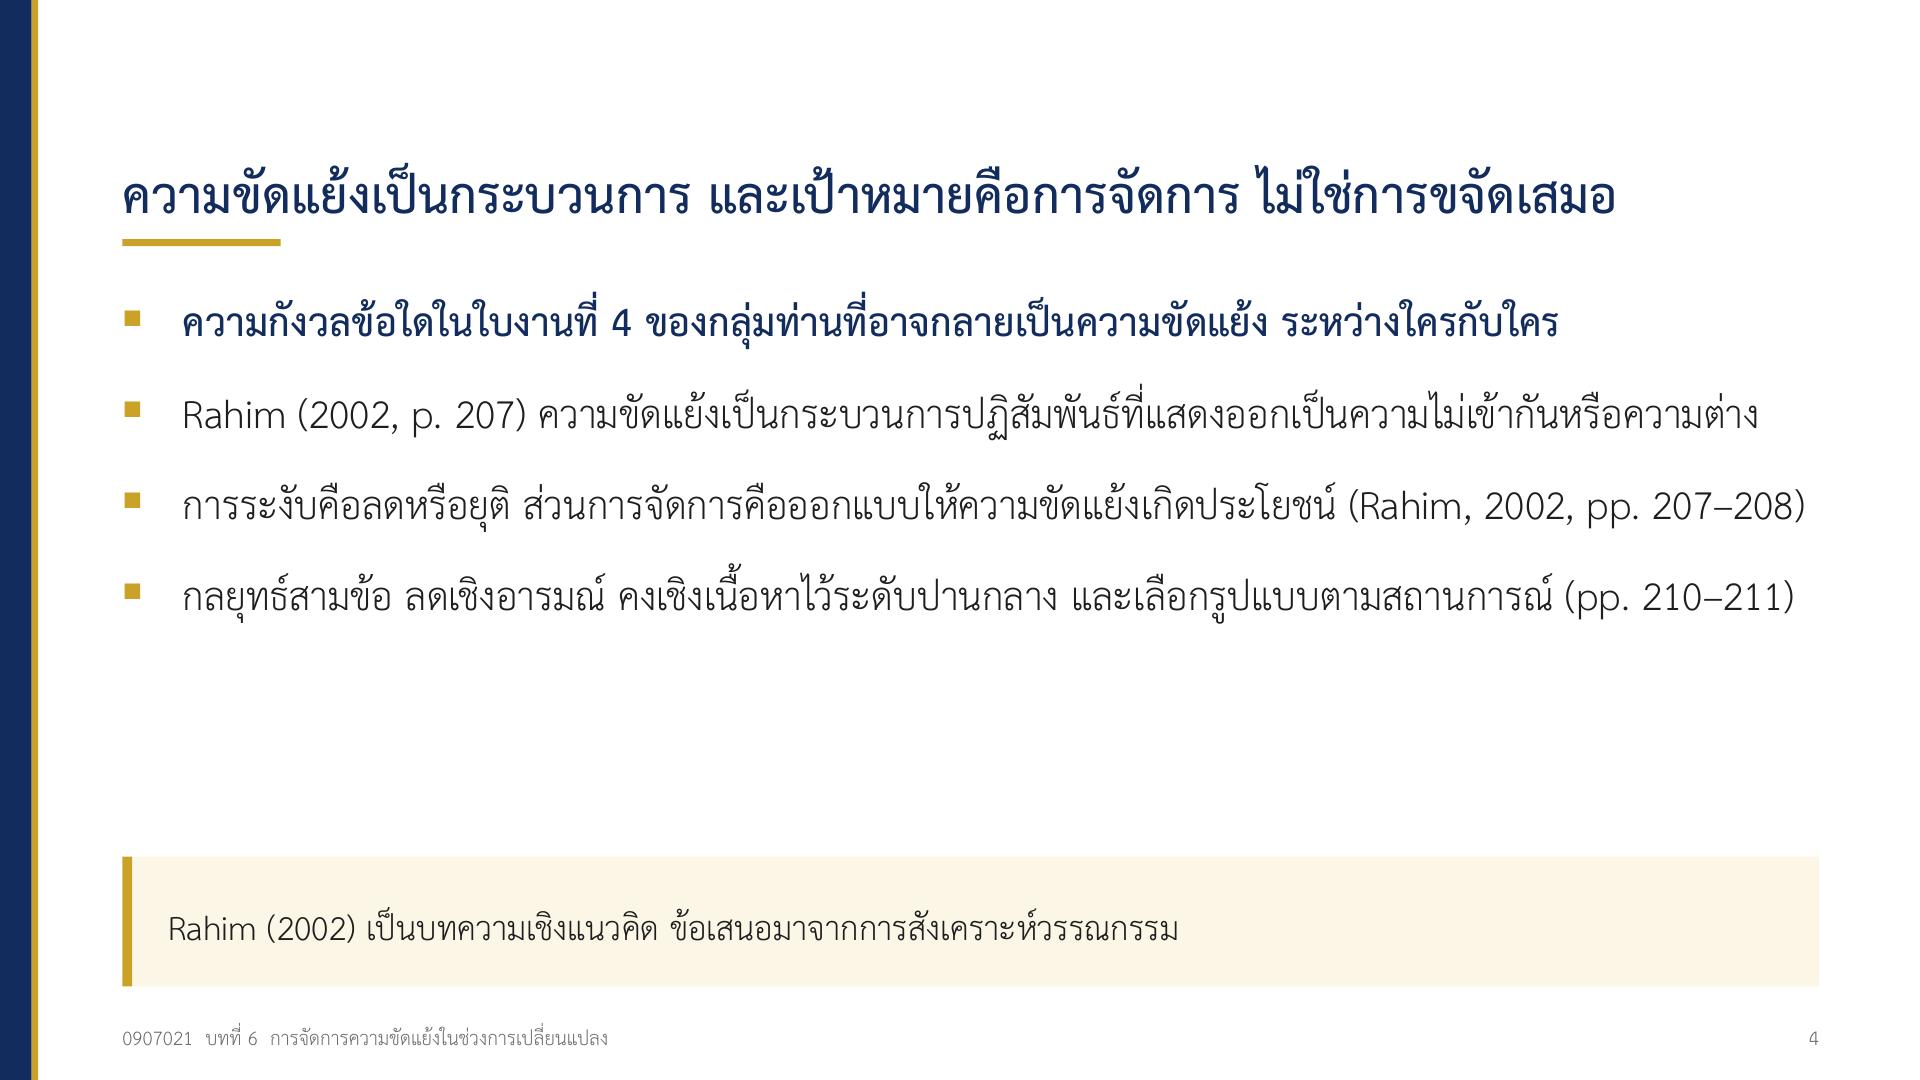 ความขัดแย้งเป็นกระบวนการ และเป้าหมายคือการจัดการ ไม่ใช่การขจัดเสมอ
ความกังวลข้อใดในใบงานที่ 4 ของกลุ่มท่านที่อาจกลายเป็นความขัดแย้ง ระหว่างใครกับใคร
Rahim (2002, p. 207) ความขัดแย้งเป็นกระบวนการปฏิสัมพันธ์ที่แสดงออกเป็นความไม่เข้ากันหรือความต่าง
การระงับคือลดหรือยุติ ส่วนการจัดการคือออกแบบให้ความขัดแย้งเกิดประโยชน์ (Rahim, 2002, pp. 207–208)
กลยุทธ์สามข้อ ลดเชิงอารมณ์ คงเชิงเนื้อหาไว้ระดับปานกลาง และเลือกรูปแบบตามสถานการณ์ (pp. 210–211)
Rahim (2002) เป็นบทความเชิงแนวคิด ข้อเสนอมาจากการสังเคราะห์วรรณกรรม
0907021 บทที่ 6 การจัดการความขัดแย้งในช่วงการเปลี่ยนแปลง
4